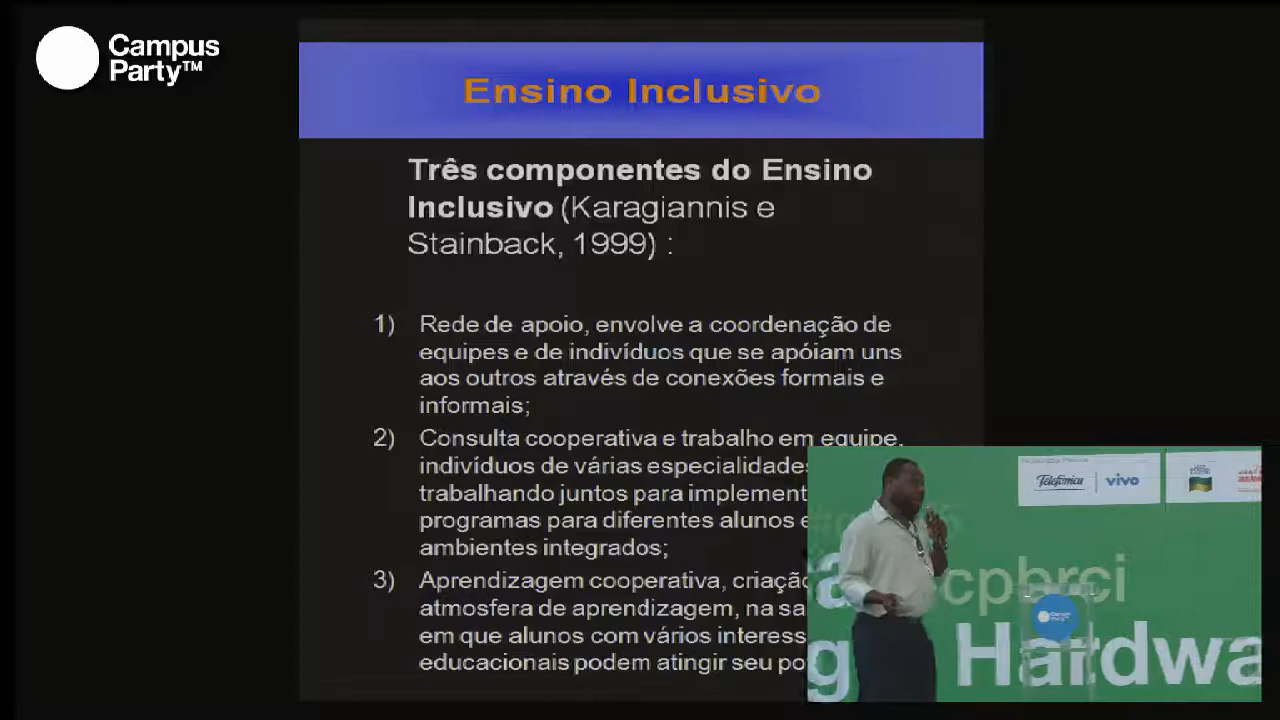 Campus
Party™
Ensino Inclusivo
Três componentes do Ensino
Inclusivo (Karagiannis e
Stainback, 1999) :
1) Rede de apoio, envolve a coordenação de
equipes e de indivíduos que se apóiam uns
aos outros através de conexões formais e
informais;
2) Consulta cooperativa e trabalho em equipe,
indivíduos de várias especialidades
trabalhando juntos para implement
programas para diferentes alunos e
ambientes integrados;
3) Aprendizagem cooperativa, criação
atmosfera de aprendizagem, na sa
em que alunos com vários interess
educacionais podem atingir seu po
Telefónica
vivo
cpbrci
Hardwa